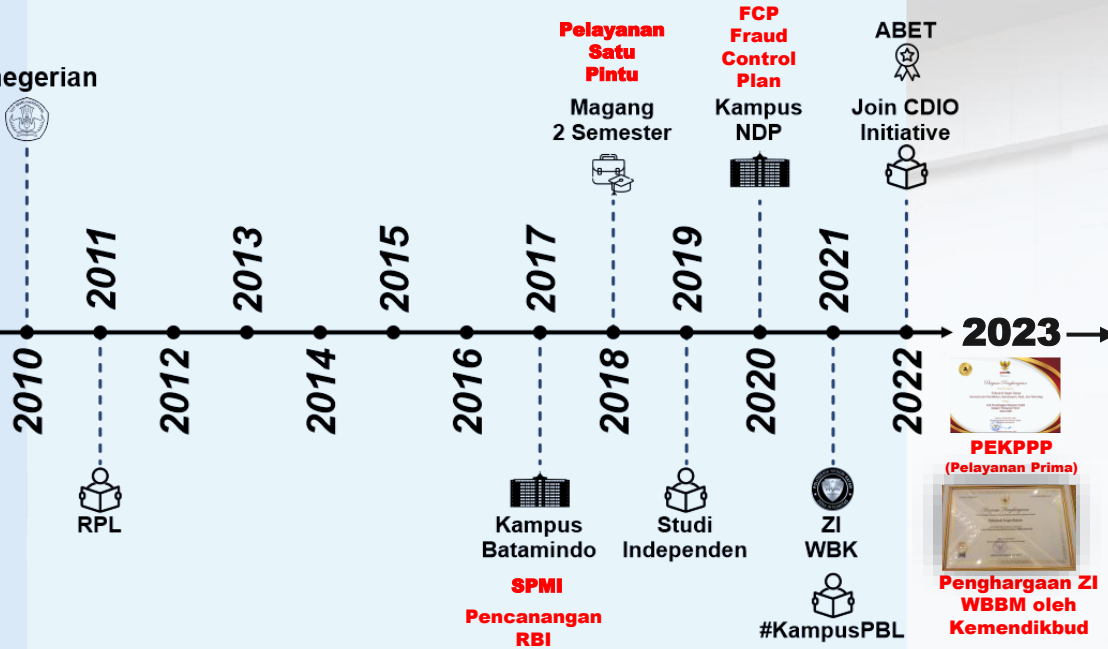 Pelayanan
Satu
Pintu
FCP
Fraud
Control
Plan
ABET
negerian
Magang
2 Semester
Kampus
NDP
Join CDIO
Initiative
2011
2013
2015
2017
2019
2021
2023
2010
2012
2014
2016
2018
2020
2022
PEKPPP
(Pelayanan Prima)
RPL
Kampus
Batamindo
SPMI
Pencanangan
RBI
Studi
Independen
ZI
WBK
#KampusPBL
Penghargaan ZI
WBBM oleh
Kemendikbud